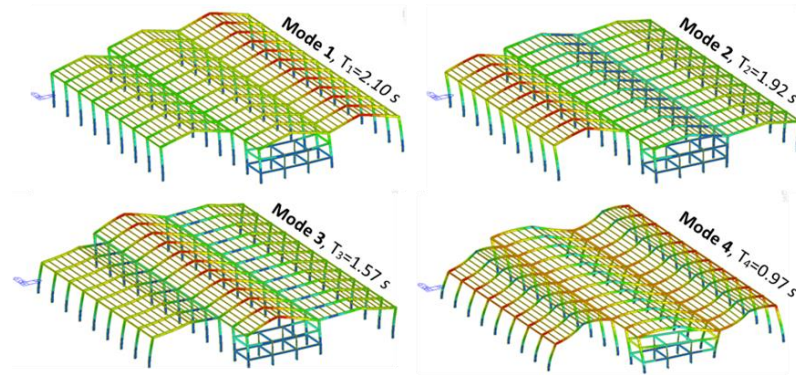 Mode 1, T1=2.10 s
Mode 2, T2=1.92 s
Mode 3, T3=1.57 s
Mode 4, T4=0.97 s